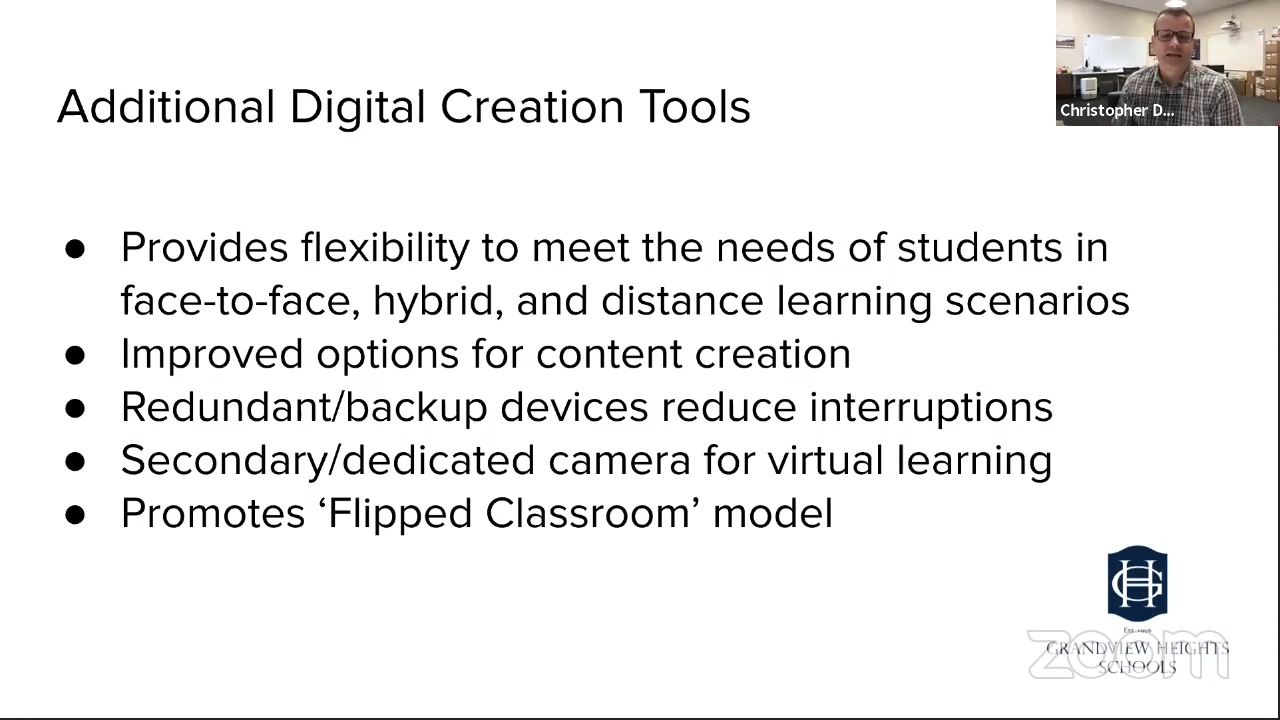 Christopher D...
Additional Digital Creation Tools
● Provides flexibility to meet the needs of students in
face-to-face, hybrid, and distance learning scenarios
● Improved options for content creation
● Redundant/backup devices reduce interruptions
● Secondary/dedicated camera for virtual learning
● Promotes ‘Flipped Classroom’ model
GRANDVIEW HEIGHTS
SCHOOLS
zoom